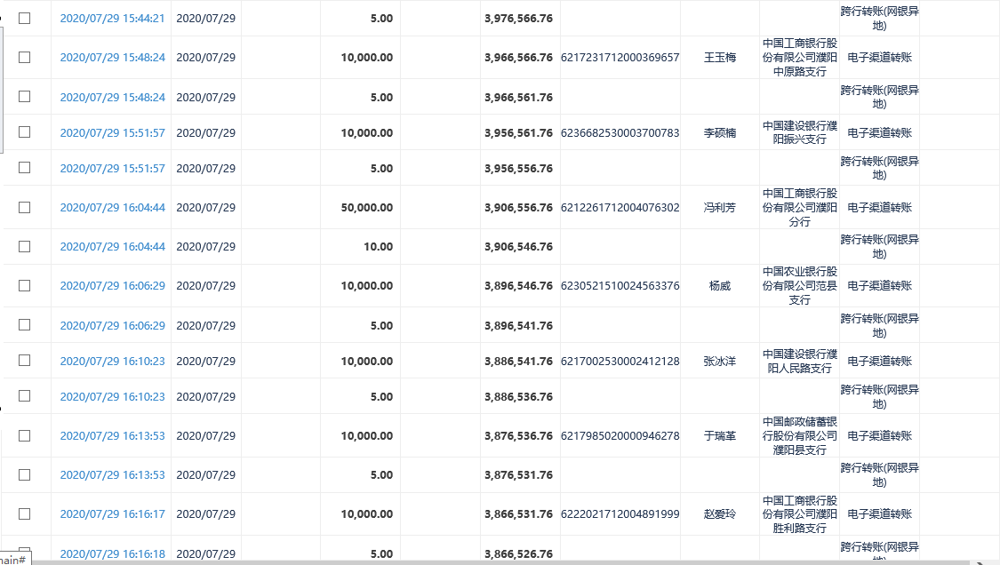 跨行转账(网银异
2020/07/29 15:44:21 2020/07/29 5.00 3,976,566.76
地)
中国工商银行股
2020/07/29 15:48:24 2020/07/29 10,000.00 3,966,566.76 6217231712000369657 王玉梅 份有限公司濮阳 电子渠道转账
中原路支行
跨行转账(网银异
2020/07/29 15:48:24 2020/07/29 5.00 3,966,561.76
地)
中国建设银行濮
2020/07/29 15:51:57 2020/07/29 10,000.00 3,956,561.76 6236682530003700783 李硕楠 电子渠道转账
阳振兴支行
跨行转账(网银异
2020/07/29 15:51:57 2020/07/29 5.00 3,956,556.76
地)
中国工商银行股
2020/07/29 16:04:44 2020/07/29 50,000.00 3,906,556.76 6212261712004076302 冯利芳 份有限公司濮阳 电子渠道转账
分行
跨行转账(网银异
2020/07/29 16:04:44 2020/07/29 10.00 3,906,546.76
地)
中国农业银行股
2020/07/29 16:06:29 2020/07/29 10,000.00 3,896,546.76 6230521510024563376 杨威 份有限公司范县 电子渠道转账
支行
跨行转账(网银异
2020/07/29 16:06:29 2020/07/29 5.00 3,896,541.76
地)
中国建设银行濮
2020/07/29 16:10:23 2020/07/29 10,000.00 3,886,541.76 6217002530002412128 张冰洋 电子渠道转账
阳人民路支行
跨行转账(网银异
2020/07/29 16:10:23 2020/07/29 5.00 3,886,536.76
地)
中国邮政储蓄银
2020/07/29 16:13:53 2020/07/29 10,000.00 3,876,536.76 6217985020000946278 于瑞革 行股份有限公司 电子渠道转账
濮阳县支行
跨行转账(网银异
2020/07/29 16:13:53 2020/07/29 5.00 3,876,531.76
地)
中国工商银行股
2020/07/29 16:16:17 2020/07/29 10,000.00 3,866,531.76 6222021712004891999 赵爱玲 份有限公司濮阳 电子渠道转账
胜利路支行
跨行转账(网银异
2020/07/29 16:16:18 2020/07/29 5.00 3,866,526.76
地)
main#